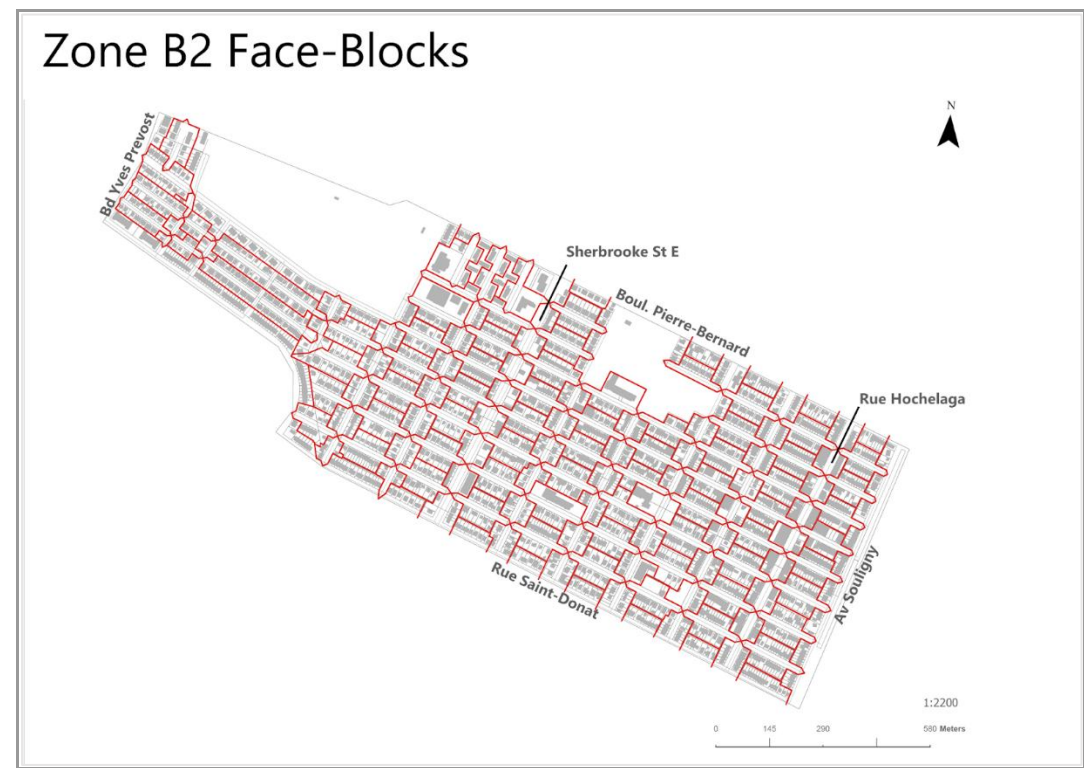 Zone B2 Face-Blocks
N
Bd Yves Prevost
Sherbrooke St E
Boul. Pierre-Bernard
Rue Hochelaga
Rue Saint-Donat
Av Souligny
1:2200
0 145 290 580 Meters